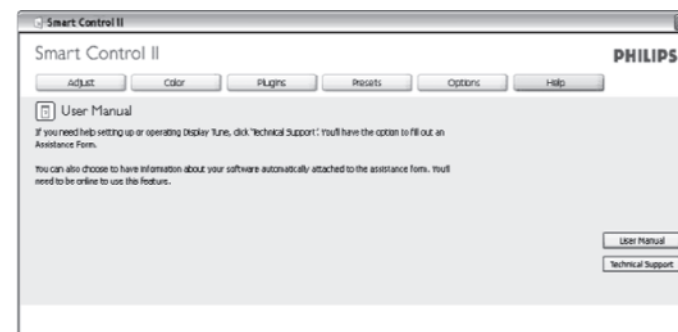 Smart Control II
Smart Control II
PHILIPS
Adjust Color Plugins Presets Options Help
User Manual
If you need help setting up or operating Display Tune, click "Technical Support". You'll have the option to fill out an
Assistance Form.
You can also choose to have information about your software automatically attached to the assistance form. You'll
need to be online to use this feature.
User Manual
Technical Support